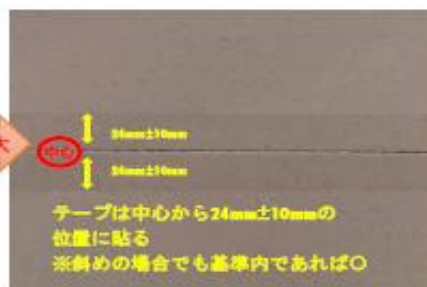 大
24mm±10mm
中心
24mm±10mm
テープは中心から24mm±10mmの
位置に貼る
※斜めの場合でも基準内であれば〇